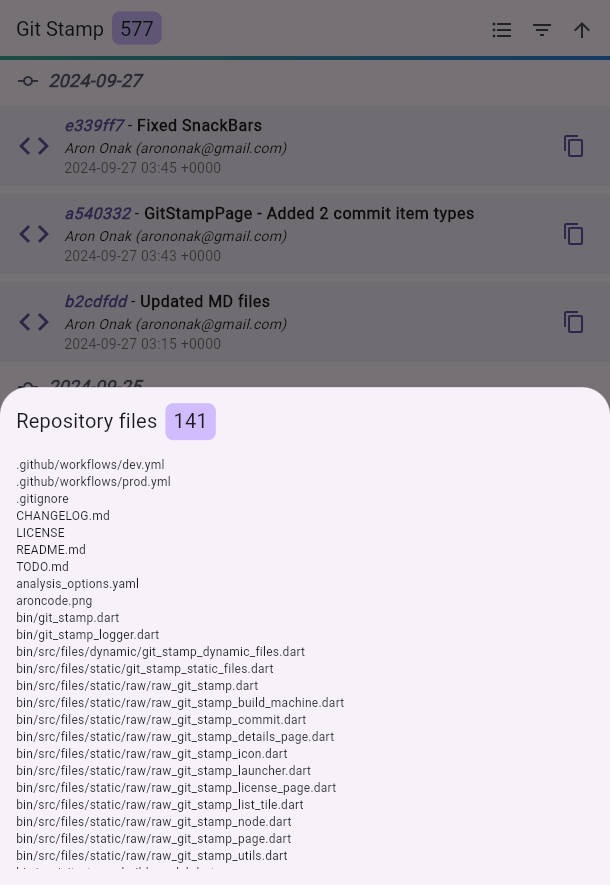 Git Stamp 577
2024-09-27
e339ff7 - Fixed SnackBars
Aron Onak (arononak@gmail.com)
2024-09-27 03:45 +0000
a540332 - GitStampPage - Added 2 commit item types
Aron Onak (arononak@gmail.com)
2024-09-27 03:43 +0000
b2cdfdd - Updated MD files
Aron Onak (arononak@gmail.com)
2024-09-27 03:15 +0000
2024-09-25
Repository files 141
.github/workflows/dev.yml
.github/workflows/prod.yml
.gitignore
CHANGELOG.md
LICENSE
README.md
TODO.md
analysis_options.yaml
aroncode.png
bin/git_stamp.dart
bin/git_stamp_logger.dart
bin/src/files/dynamic/git_stamp_dynamic_files.dart
bin/src/files/static/git_stamp_static_files.dart
bin/src/files/static/raw/raw_git_stamp.dart
bin/src/files/static/raw/raw_git_stamp_build_machine.dart
bin/src/files/static/raw/raw_git_stamp_commit.dart
bin/src/files/static/raw/raw_git_stamp_details_page.dart
bin/src/files/static/raw/raw_git_stamp_icon.dart
bin/src/files/static/raw/raw_git_stamp_launcher.dart
bin/src/files/static/raw/raw_git_stamp_license_page.dart
bin/src/files/static/raw/raw_git_stamp_list_tile.dart
bin/src/files/static/raw/raw_git_stamp_node.dart
bin/src/files/static/raw/raw_git_stamp_page.dart
bin/src/files/static/raw/raw_git_stamp_utils.dart